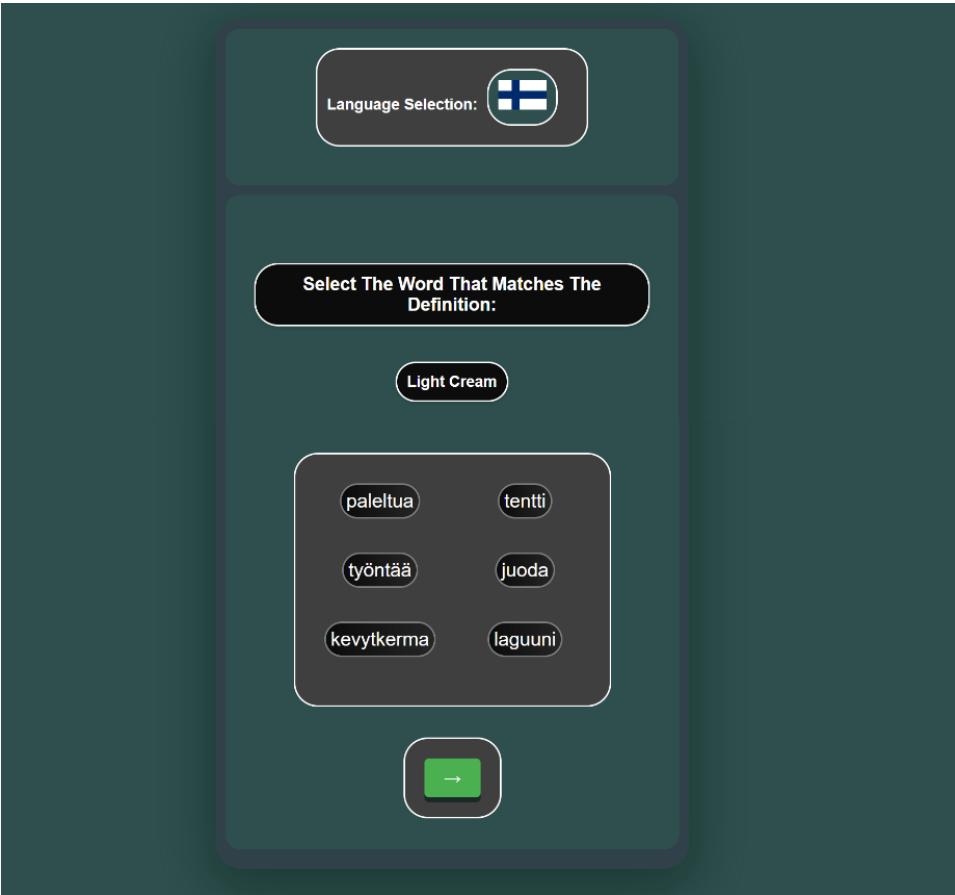 Language Selection:
Select The Word That Matches The
Definition:
Light Cream
paleltua
tentti
työntää
juoda
kevytkerma
laguuni
→